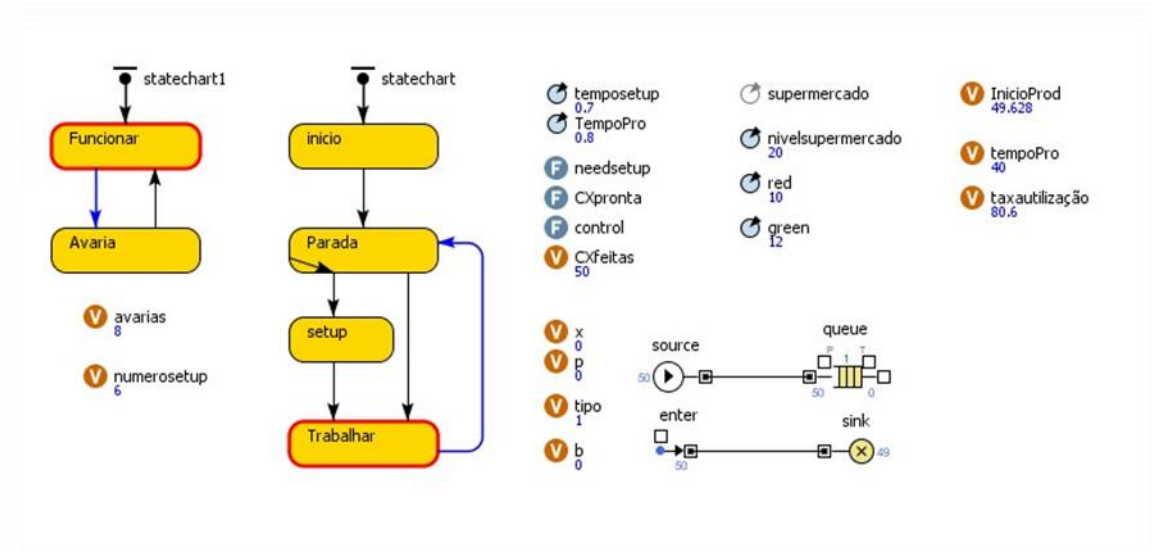 statechart1
Funcionar
Avaria
avarias
8
numerosetup
6
statechart
inicio
Parada
setup
Trabalhar
temposetup
0.7
TempoPro
0.8
F needsetup
F CXpronta
F control
V CXfeitas
50
V x
0
V p
0
V tipo
1
V b
0
supermercado
nivelsupermercado
20
red
10
green
12
V InicioProd
49.628
V tempoPro
40
V taxautilização
80.6
source
50
queue
1
50
0
enter
50
sink
49